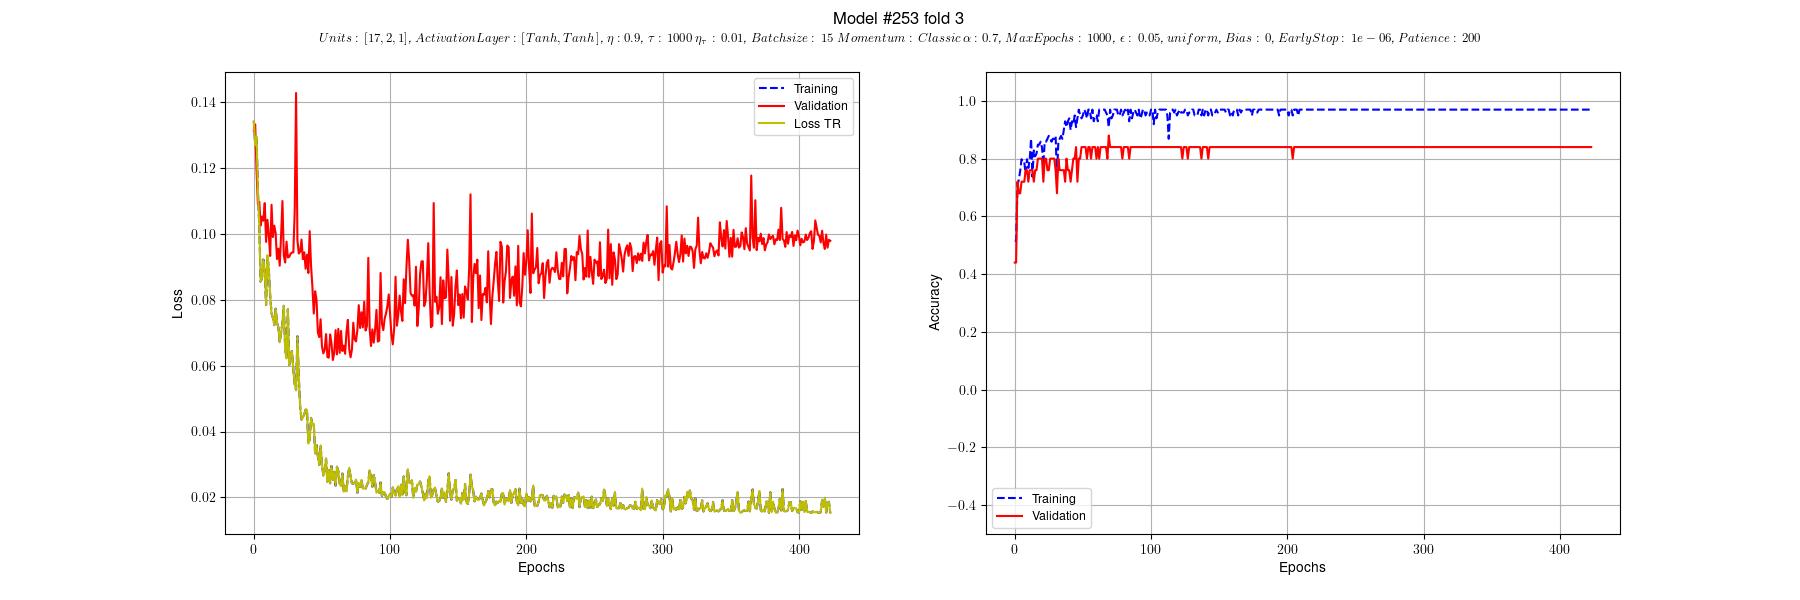 Model #253 fold 3
Units : [17, 2, 1], ActivationLayer : [Tanh, Tanh], η : 0.9, τ : 1000 ητ : 0.01, Batchsize : 15 Momentum : Classic α : 0.7, MaxEpochs : 1000, ϵ : 0.05, uniform, Bias : 0, EarlyStop : 1e − 06, Patience : 200
0.14
0.12
0.10
0.08
0.06
0.04
0.02
Loss
0 100 200 300 400
Epochs
Training
Validation
Loss TR
1.0
0.8
0.6
0.4
0.2
0.0
−0.2
−0.4
Accuracy
Training
Validation
0 100 200 300 400
Epochs